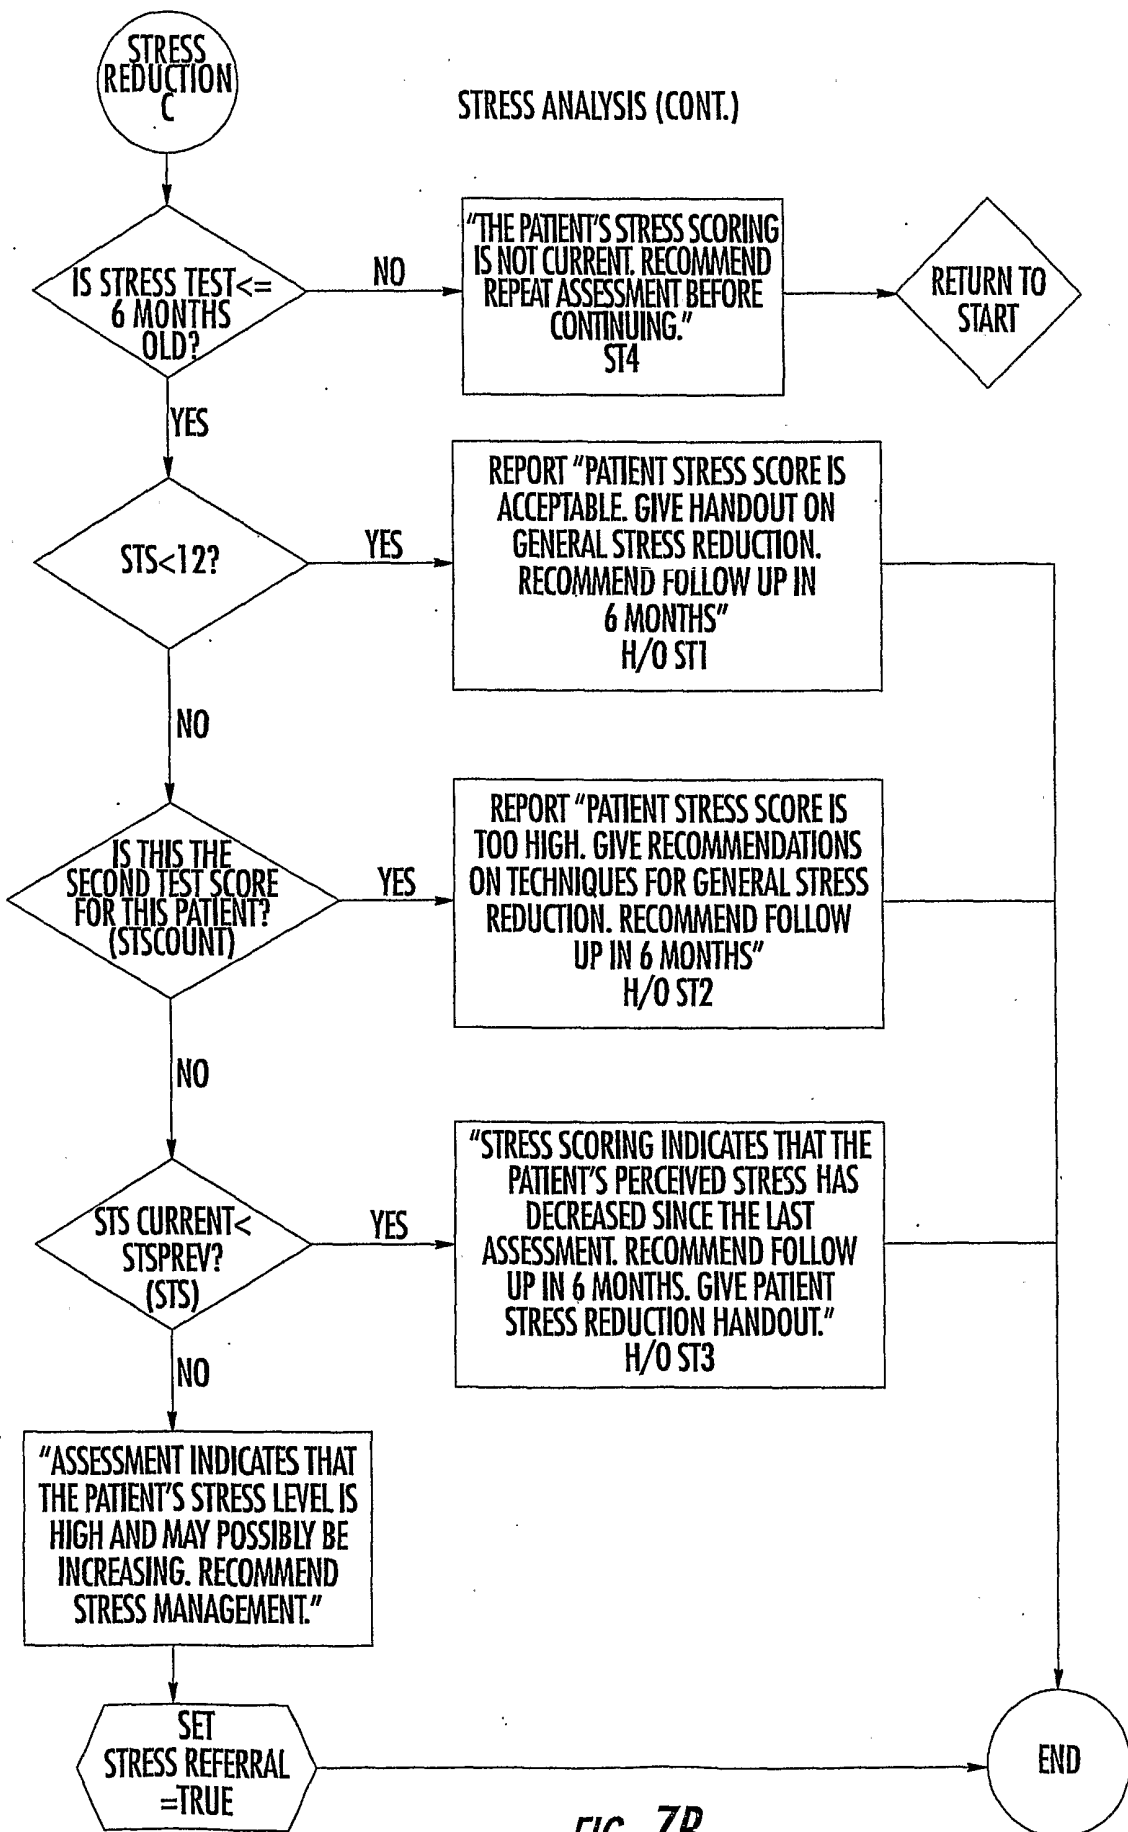 STRESS
REDUCTION
C
STRESS ANALYSIS (CONT.)
IS STRESS TEST<=
6 MONTHS
OLD?
NO
"THE PATIENT'S STRESS SCORING
IS NOT CURRENT. RECOMMEND
REPEAT ASSESSMENT BEFORE
CONTINUING."
ST4
RETURN TO
START
YES
STS<12?
YES
REPORT "PATIENT STRESS SCORE IS
ACCEPTABLE. GIVE HANDOUT ON
GENERAL STRESS REDUCTION.
RECOMMEND FOLLOW UP IN
6 MONTHS"
H/O ST1
NO
IS THIS THE
SECOND TEST SCORE
FOR THIS PATIENT?
(STSCOUNT)
YES
REPORT "PATIENT STRESS SCORE IS
TOO HIGH. GIVE RECOMMENDATIONS
ON TECHNIQUES FOR GENERAL STRESS
REDUCTION. RECOMMEND FOLLOW
UP IN 6 MONTHS"
H/O ST2
NO
STS CURRENT<
STSPREV?
(STS)
YES
"STRESS SCORING INDICATES THAT THE
PATIENT'S PERCEIVED STRESS HAS
DECREASED SINCE THE LAST
ASSESSMENT. RECOMMEND FOLLOW
UP IN 6 MONTHS. GIVE PATIENT
STRESS REDUCTION HANDOUT."
H/O ST3
NO
"ASSESSMENT INDICATES THAT
THE PATIENT'S STRESS LEVEL IS
HIGH AND MAY POSSIBLY BE
INCREASING. RECOMMEND
STRESS MANAGEMENT."
SET
STRESS REFERRAL
=TRUE
END
FIG.